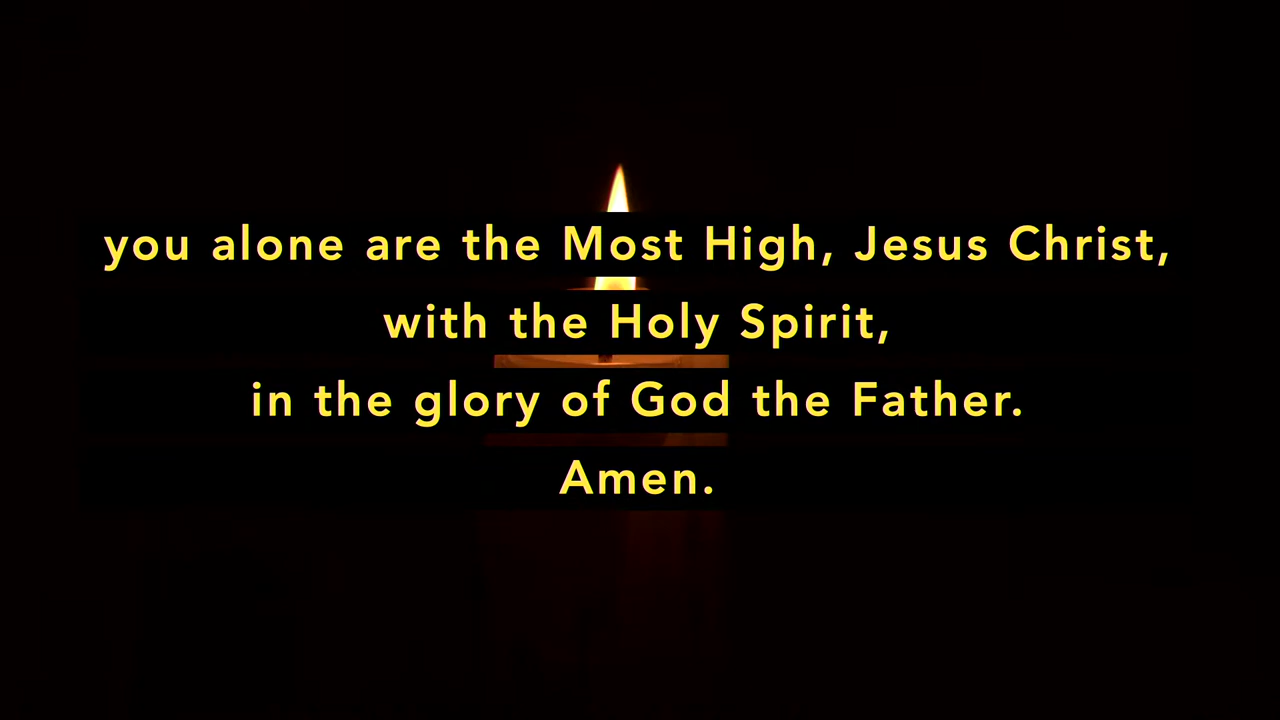 you alone are the Most High, Jesus Christ,
with the Holy Spirit,
in the glory of God the Father.
Amen.